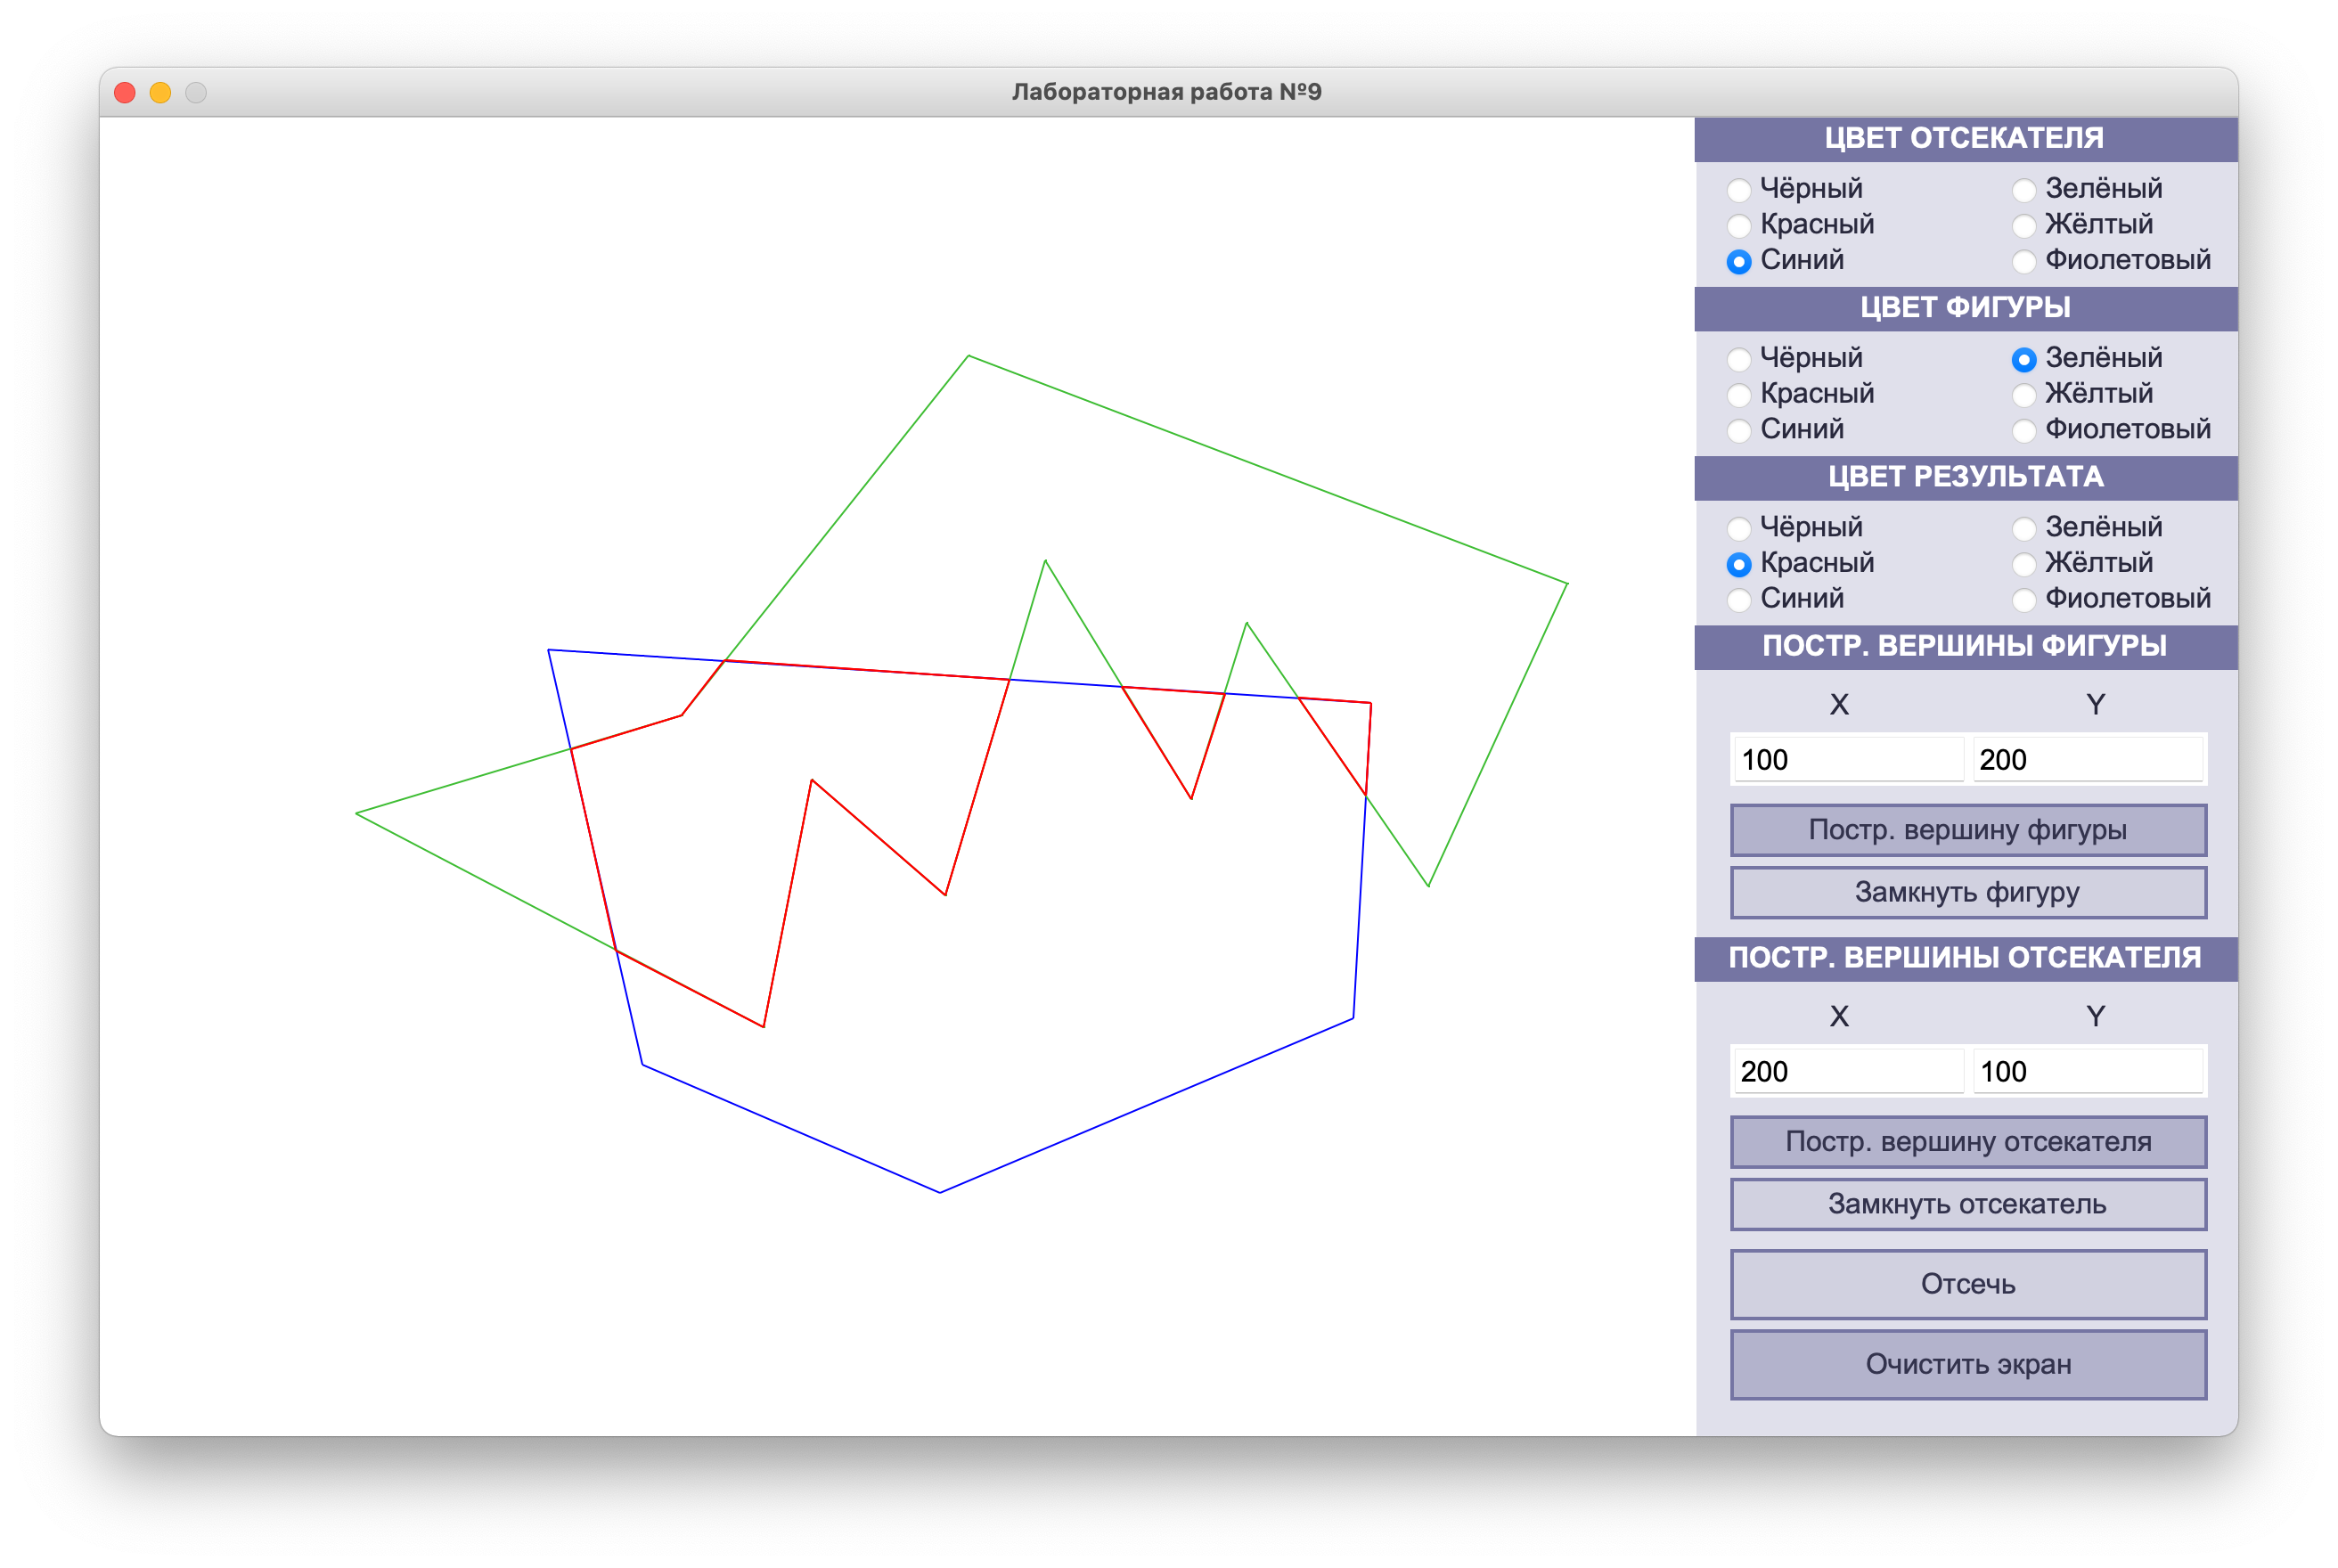 Лабораторная работа №9
ЦВЕТ ОТСЕКАТЕЛЯ
Чёрный Зелёный
Красный Жёлтый
Синий Фиолетовый
ЦВЕТ ФИГУРЫ
Чёрный Зелёный
Красный Жёлтый
Синий Фиолетовый
ЦВЕТ РЕЗУЛЬТАТА
Чёрный Зелёный
Красный Жёлтый
Синий Фиолетовый
ПОСТР. ВЕРШИНЫ ФИГУРЫ
X Y
100 200
Постр. вершину фигуры
Замкнуть фигуру
ПОСТР. ВЕРШИНЫ ОТСЕКАТЕЛЯ
X Y
200 100
Постр. вершину отсекателя
Замкнуть отсекатель
Отсечь
Очистить экран